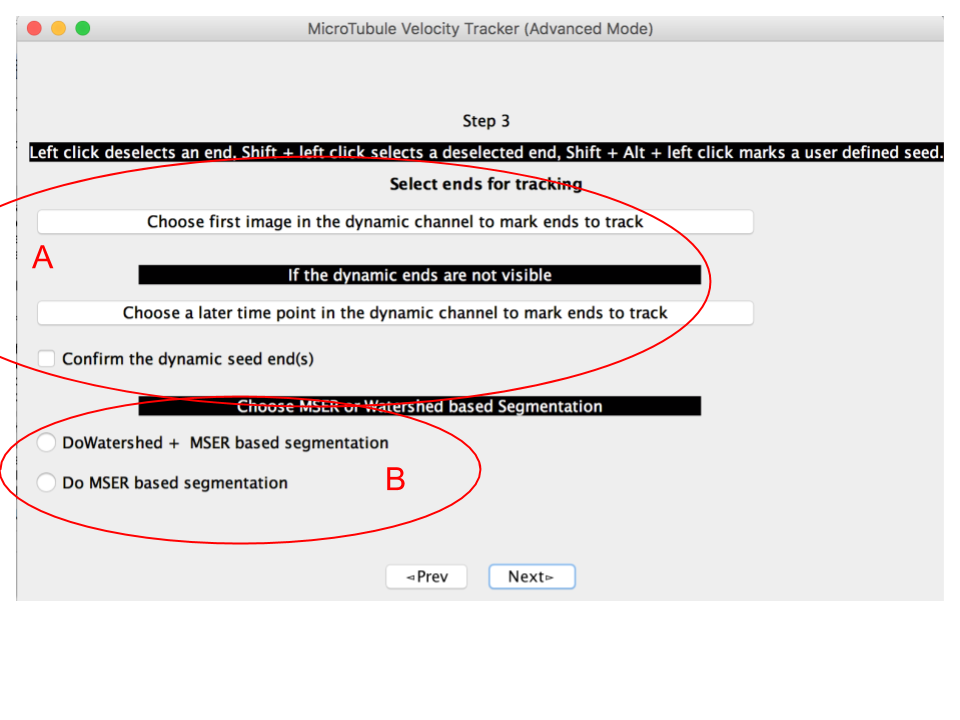 MicroTubule Velocity Tracker (Advanced Mode)
Step 3
Left click deselects an end, Shift + left click selects a deselected end, Shift + Alt + left click marks a user defined seed.
Select ends for tracking
Choose first image in the dynamic channel to mark ends to track
A
If the dynamic ends are not visible
Choose a later time point in the dynamic channel to mark ends to track
Confirm the dynamic seed end(s)
Choose MSER or Watershed based Segmentation
DoWatershed + MSER based segmentation
B
Do MSER based segmentation
◅Prev Next▻